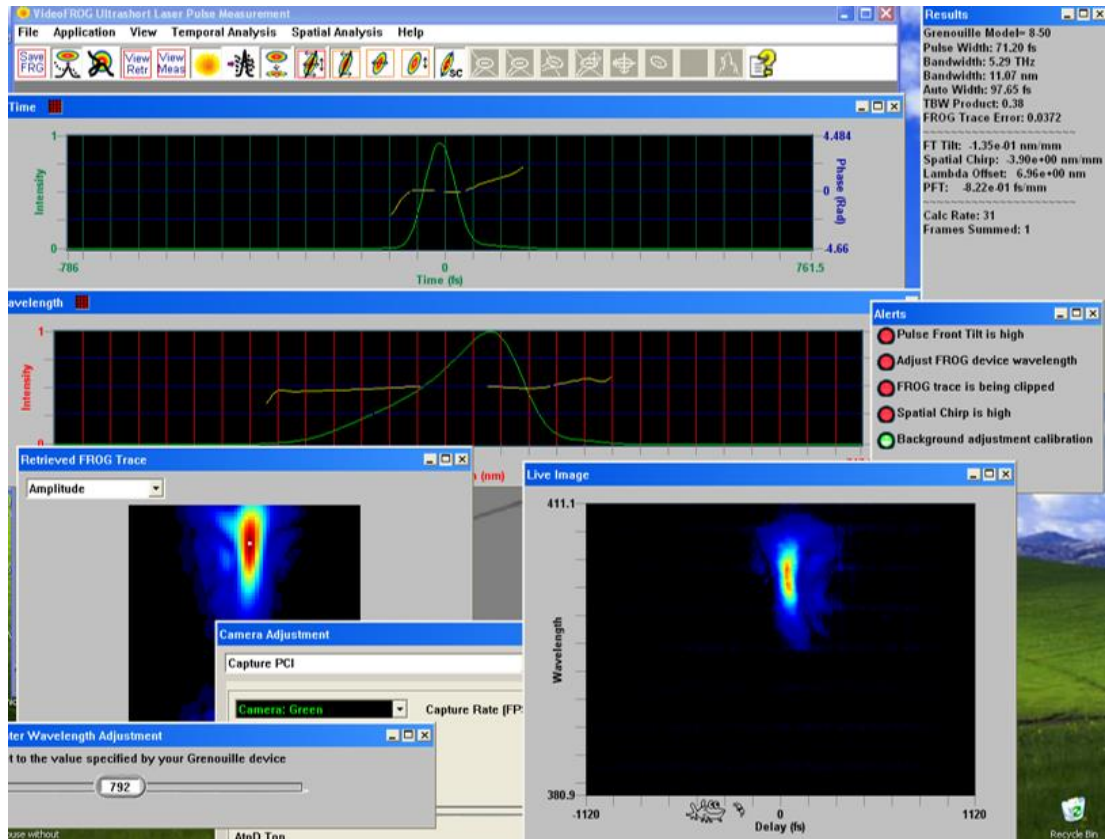 VideoFROG Ultrashort Laser Pulse Measurement
File Application View Temporal Analysis Spatial Analysis Help
Save FRG
View Retr
View Meas
SC
Results
Grenouille Model= 8-50
Pulse Width: 71.20 fs
Bandwidth: 5.29 THz
Bandwidth: 11.07 nm
Auto Width: 97.65 fs
TBW Product: 0.38
FROG Trace Error: 0.0372
~~~~~~~~~~~~~~~~~~~~~~
FT Tilt: -1.35e-01 nm/mm
Spatial Chirp: -3.90e+00 nm/mm
Lambda Offset: 6.96e+00 nm
PFT: -8.22e-01 fs/mm
~~~~~~~~~~~~~~~~~~~~~~
Calc Rate: 31
Frames Summed: 1
Time
1
4.484
Intensity
Phase (Rad)
0
0
-4.66
-786
0
761.5
Time (fs)
avelength
1
Intensity
0
(nm)
Alerts
Pulse Front Tilt is high
Adjust FROG device wavelength
FROG trace is being clipped
Spatial Chirp is high
Background adjustment calibration
Retrieved FROG Trace
Amplitude
Live Image
411.1
Wavelength
380.9
-1120
0
1120
Delay (fs)
Camera Adjustment
Capture PCI
Camera: Green
Capture Rate (FP
ter Wavelength Adjustment
t to the value specified by your Grenouille device
792
ouse without
AtoD Top
Recycle Bin